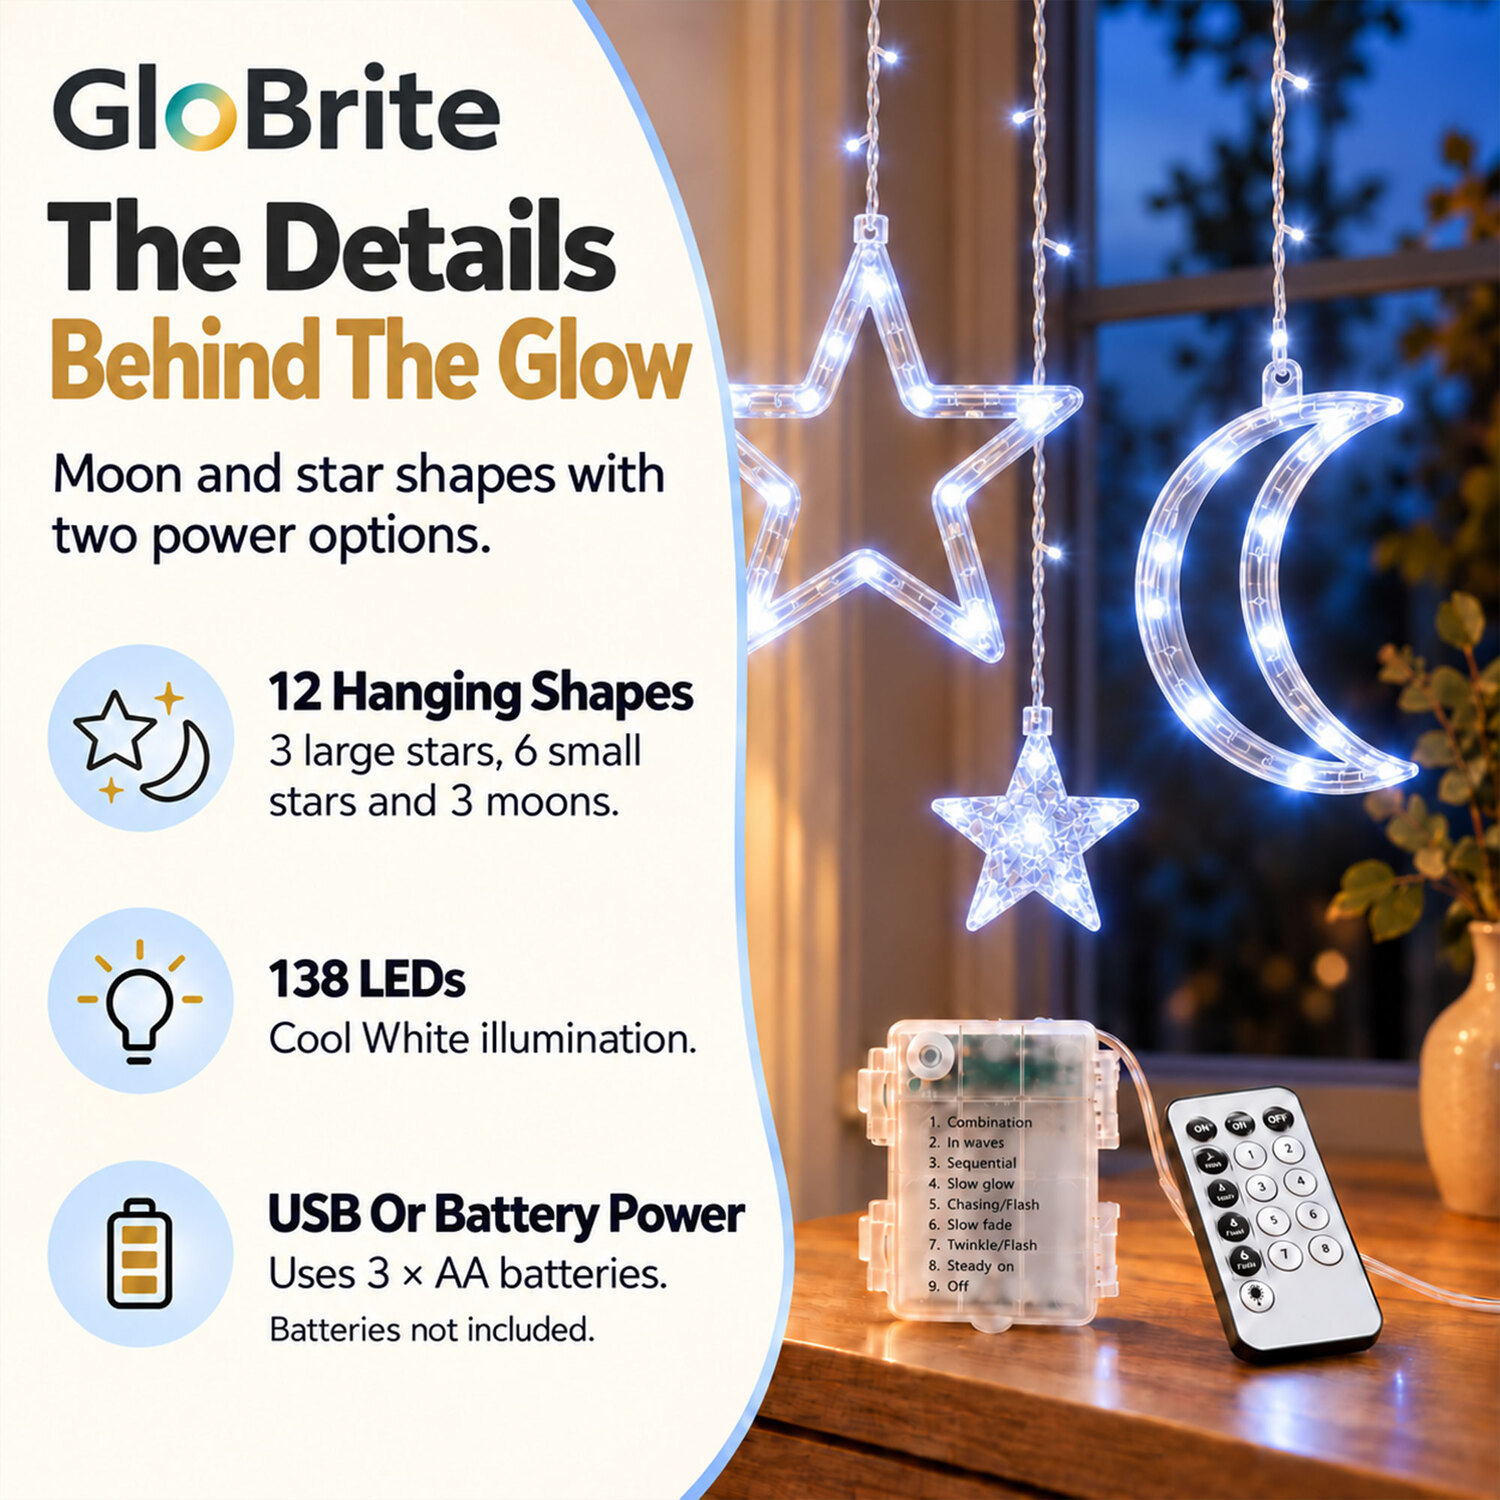 GloBrite
The Details
Behind The Glow
Moon and star shapes with
two power options.
12 Hanging Shapes
3 large stars, 6 small
stars and 3 moons.
138 LEDs
Cool White illumination.
USB Or Battery Power
Uses 3 × AA batteries.
Batteries not included.
1. Combination
2. In waves
3. Sequential
4. Slow glow
5. Chasing/Flash
6. Slow fade
7. Twinkle/Flash
8. Steady on
9. Off
ON OFF
1 2
3 4
5 6
7 8